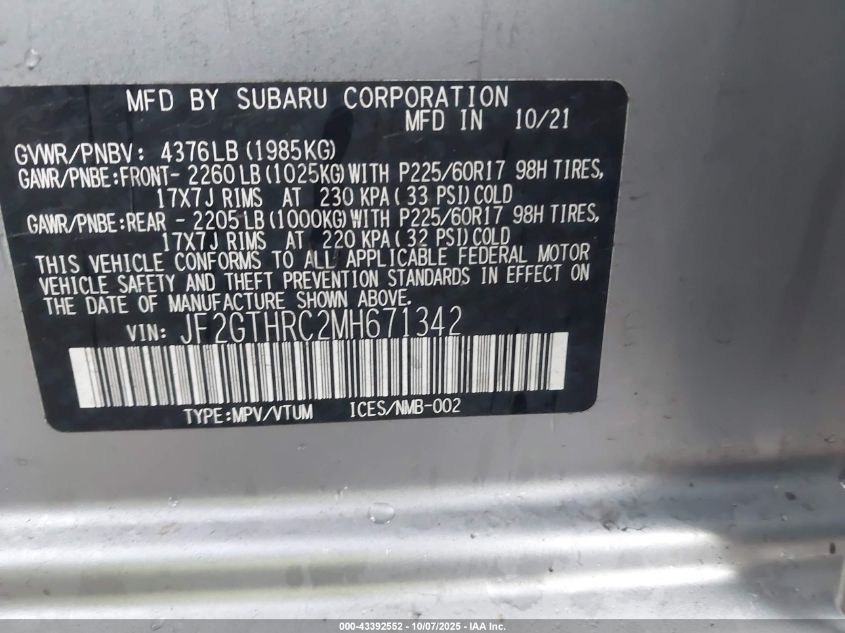 MFD BY SUBARU CORPORATION
MFD IN 10/21
GVWR/PNBV: 4376LB (1985KG)
GAWR/PNBE:FRONT- 2260LB (1025KG) WITH P225/60R17 98H TIRES,
17X7J RIMS AT 230 KPA( 33 PSI)COLD
GAWR/PNBE:REAR - 2205LB (1000KG) WITH P225/60R17 98H TIRES,
17X7J RIMS AT 220 KPA( 32 PSI)COLD
THIS VEHICLE CONFORMS TO ALL APPLICABLE FEDERAL MOTOR
VEHICLE SAFETY AND THEFT PREVENTION STANDARDS IN EFFECT ON
THE DATE OF MANUFACTURE SHOWN ABOVE.
VIN: JF2GTHRC2MH671342
TYPE:MPV/VTUM ICES/NMB-002
000-43392552 - 10/07/2025 - IAA Inc.